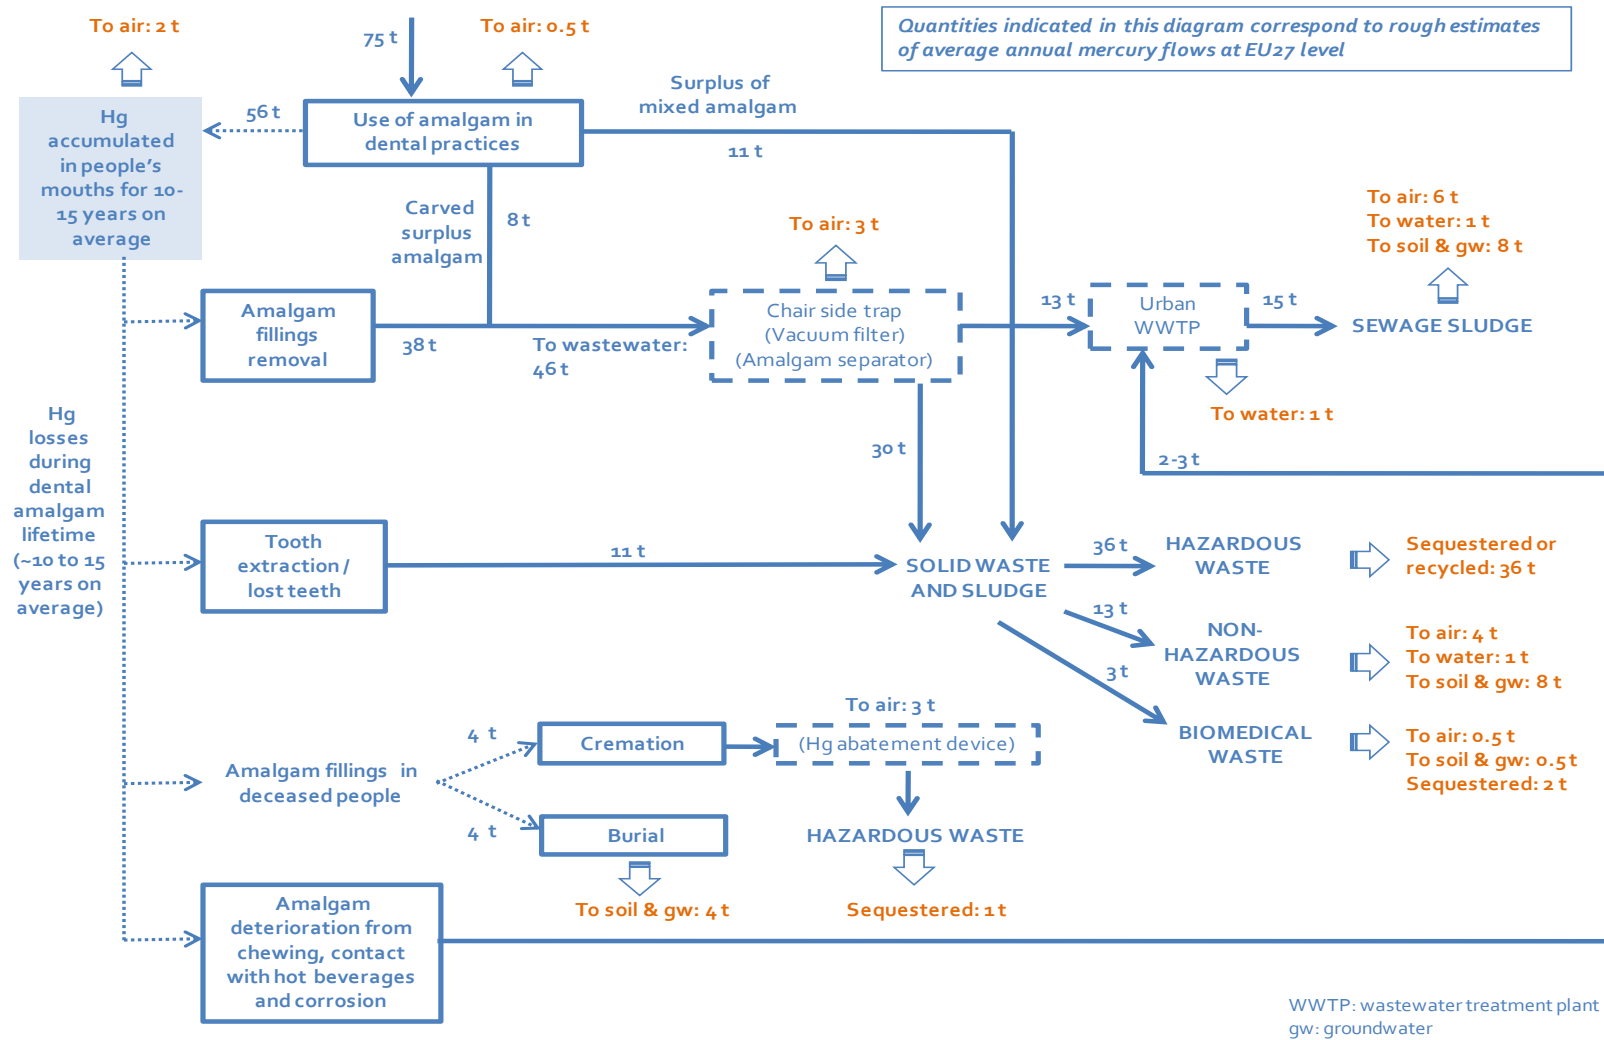 To air: 2 t
75 t
To air: 0.5 t
Quantities indicated in this diagram correspond to rough estimates
of average annual mercury flows at EU27 level
Hg
accumulated
in people's
mouths for 10-
15 years on
average
56 t
Use of amalgam in
dental practices
Surplus of
mixed amalgam
11 t
Carved
surplus
amalgam
8 t
To air: 3 t
To air: 6 t
To water: 1 t
To soil & gw: 8 t
Amalgam
fillings
removal
38 t
To wastewater:
46 t
Chair side trap
(Vacuum filter)
(Amalgam separator)
13 t
Urban
WWTP
15 t
SEWAGE SLUDGE
To water: 1 t
30 t
2-3 t
Hg
losses
during
dental
amalgam
lifetime
(~10 to 15
years on
average)
Tooth
extraction /
lost teeth
11 t
SOLID WASTE
AND SLUDGE
36 t
HAZARDOUS
WASTE
Sequestered or
recycled: 36 t
13 t
NON-
HAZARDOUS
WASTE
To air: 4 t
To water: 1 t
To soil & gw: 8 t
3 t
BIOMEDICAL
WASTE
To air: 0.5 t
To soil & gw: 0.5 t
Sequestered: 2 t
Amalgam fillings in
deceased people
4 t
Cremation
To air: 3 t
(Hg abatement device)
4 t
Burial
HAZARDOUS WASTE
To soil & gw: 4 t
Sequestered: 1 t
Amalgam
deterioration from
chewing, contact
with hot beverages
and corrosion
WWTP: wastewater treatment plant
gw: groundwater